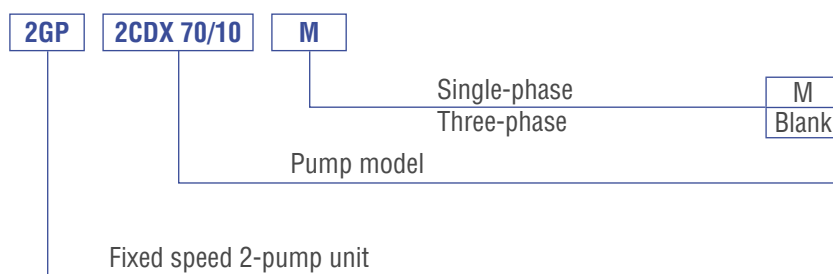 2GP 2CDX 70/10 M
Single-phase M
Three-phase Blank
Pump model
Fixed speed 2-pump unit